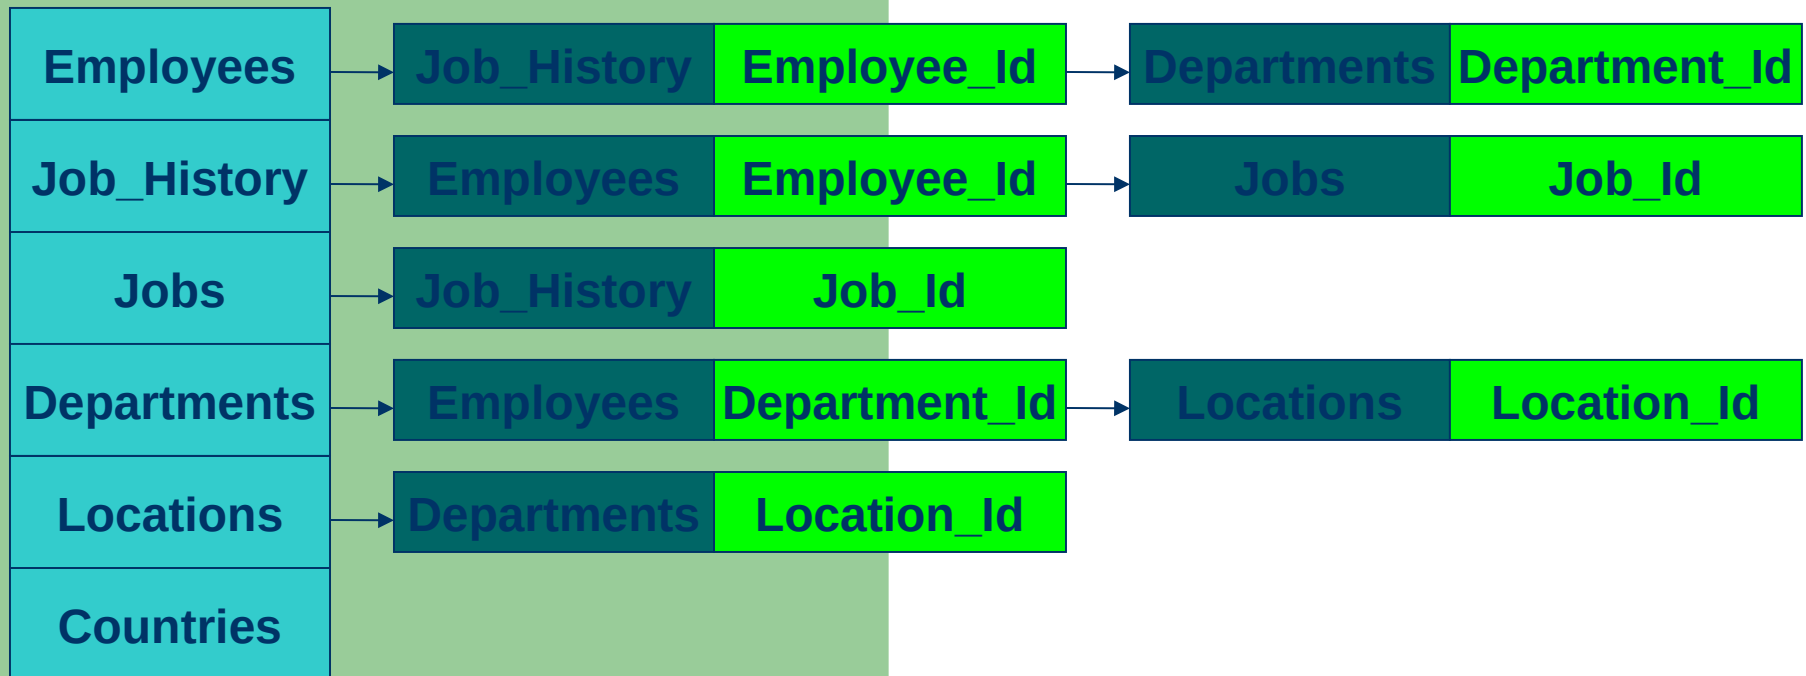 Employees Job_History Employee_Id Departments Department_Id
Job_History Employees Employee_Id Jobs Job_Id
Jobs Job_History Job_Id
Departments Employees Department_Id Locations Location_Id
Locations Departments Location_Id
Countries